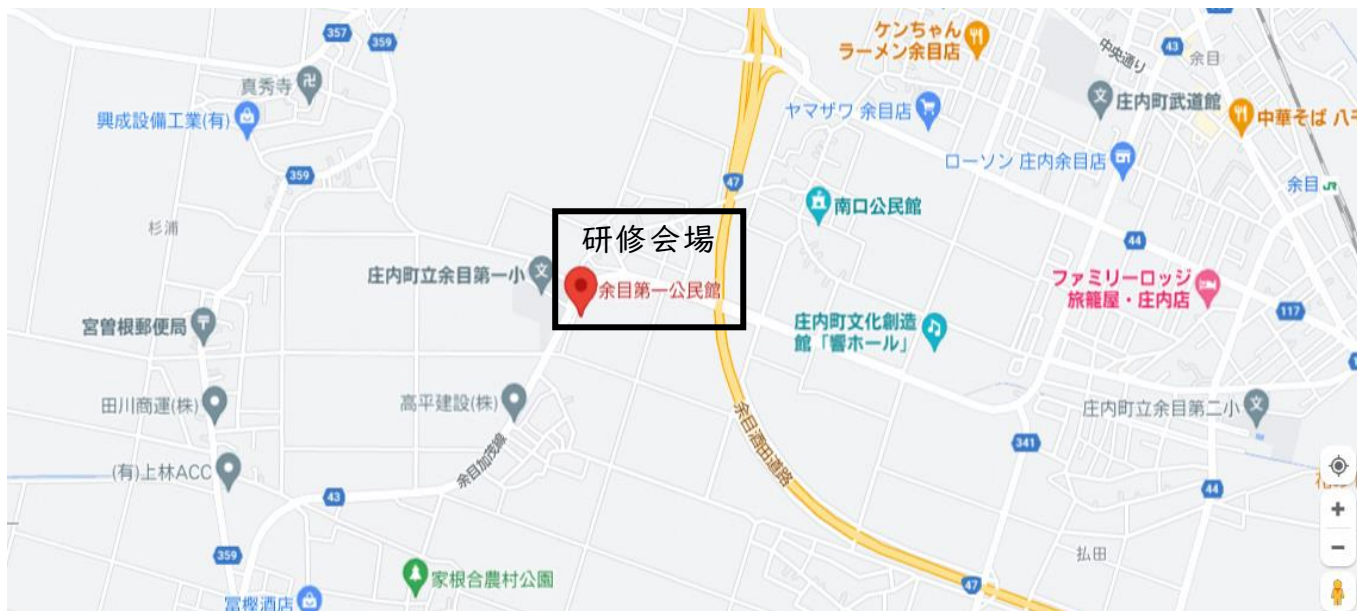 ケンちゃん
ラーメン余目店
中央通り
43
余目
357
359
真秀寺
興成設備工業(有)
ヤマザワ 余目店
庄内町武道館
中華そば 八
ローソン 庄内余目店
余目
JR
359
47
南口公民館
杉浦
研修会場
44
庄内町立余目第一小
余目第一公民館
ファミリーロッジ
旅籠屋・庄内店
117
宮曽根郵便局
庄内町文化創造
館「響ホール」
田川商運(株)
高平建設(株)
庄内町立余目第二小
余目酒田道路
341
余目加茂線
(有)上林ACC
43
44
359
払田
家根合農村公園
47
冨樫酒店